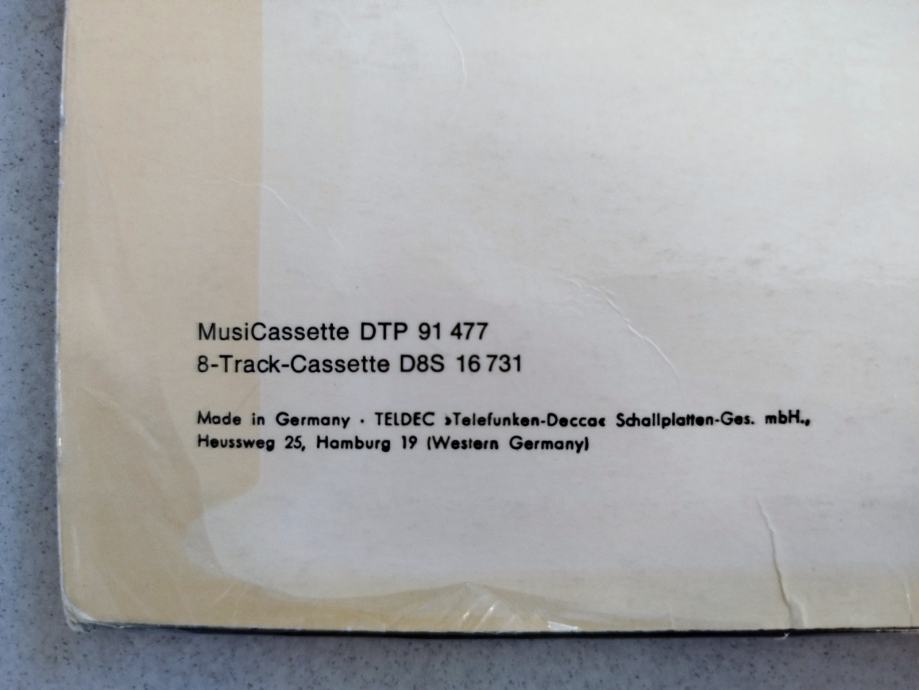 MusiCassette DTP 91 477
8-Track-Cassette D8S 16 731
Made in Germany · TELDEC »Telefunken-Decca« Schallplatten-Ges. mbH.,
Heussweg 25, Hamburg 19 (Western Germany)